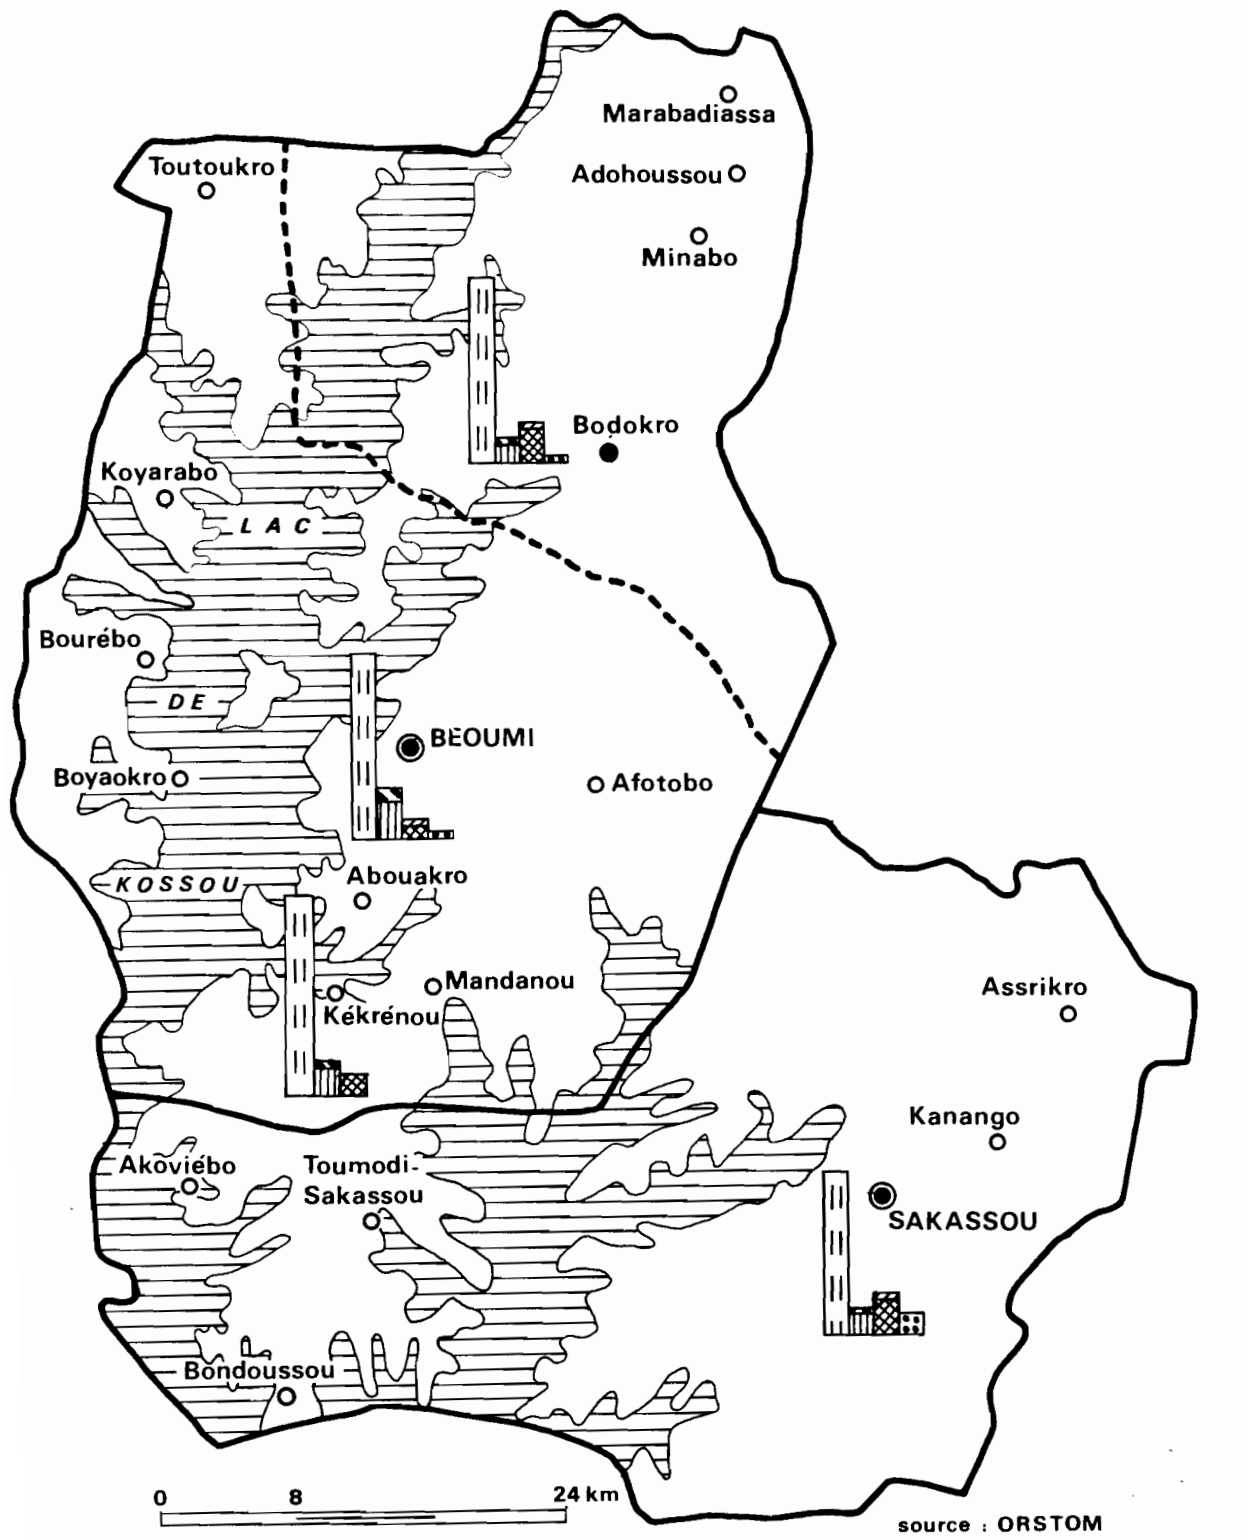 Marabadiassa
Toutoukro
Adohoussou
Minabo
Bodokro
Koyarabo
LAC
Bourébo
DE
BEOUMI
Boyaokro
Afotobo
KOSSOU
Abouakro
Mandanou
Assrikro
Kékrénou
Kanango
Akoviébo
Toumodi-
Sakassou
SAKASSOU
Bondoussou
0 8 24 km
source : ORSTOM